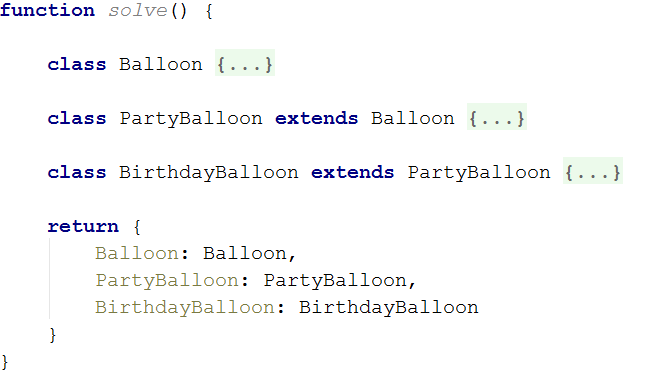 function solve() {
class Balloon {...}
class PartyBalloon extends Balloon {...}
class BirthdayBalloon extends PartyBalloon {...}
return {
Balloon: Balloon,
PartyBalloon: PartyBalloon,
BirthdayBalloon: BirthdayBalloon
}
}